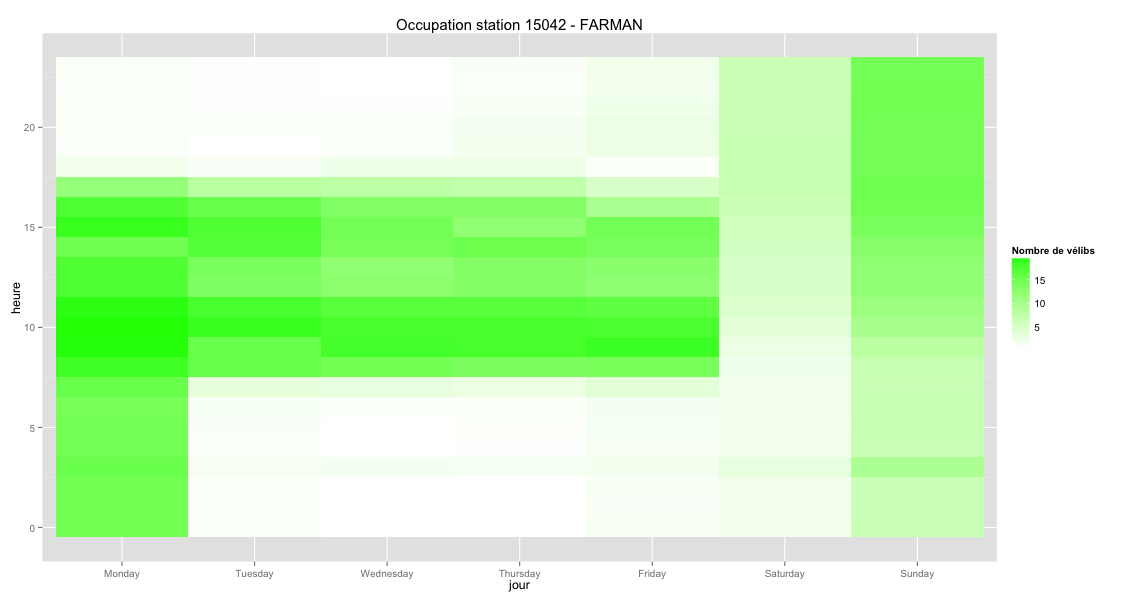 Occupation station 15042 - FARMAN
heure
20
15
10
5
0
Monday Tuesday Wednesday Thursday Friday Saturday Sunday
jour
Nombre de vélibs
15
10
5